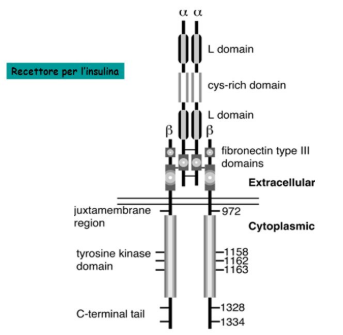 α α
L domain
Recettore per l'insulina
cys-rich domain
L domain
β β
fibronectin type III
domains
Extracellular
juxtamembrane
region
972
Cytoplasmic
tyrosine kinase
domain
1158
1162
1163
C-terminal tail
1328
1334